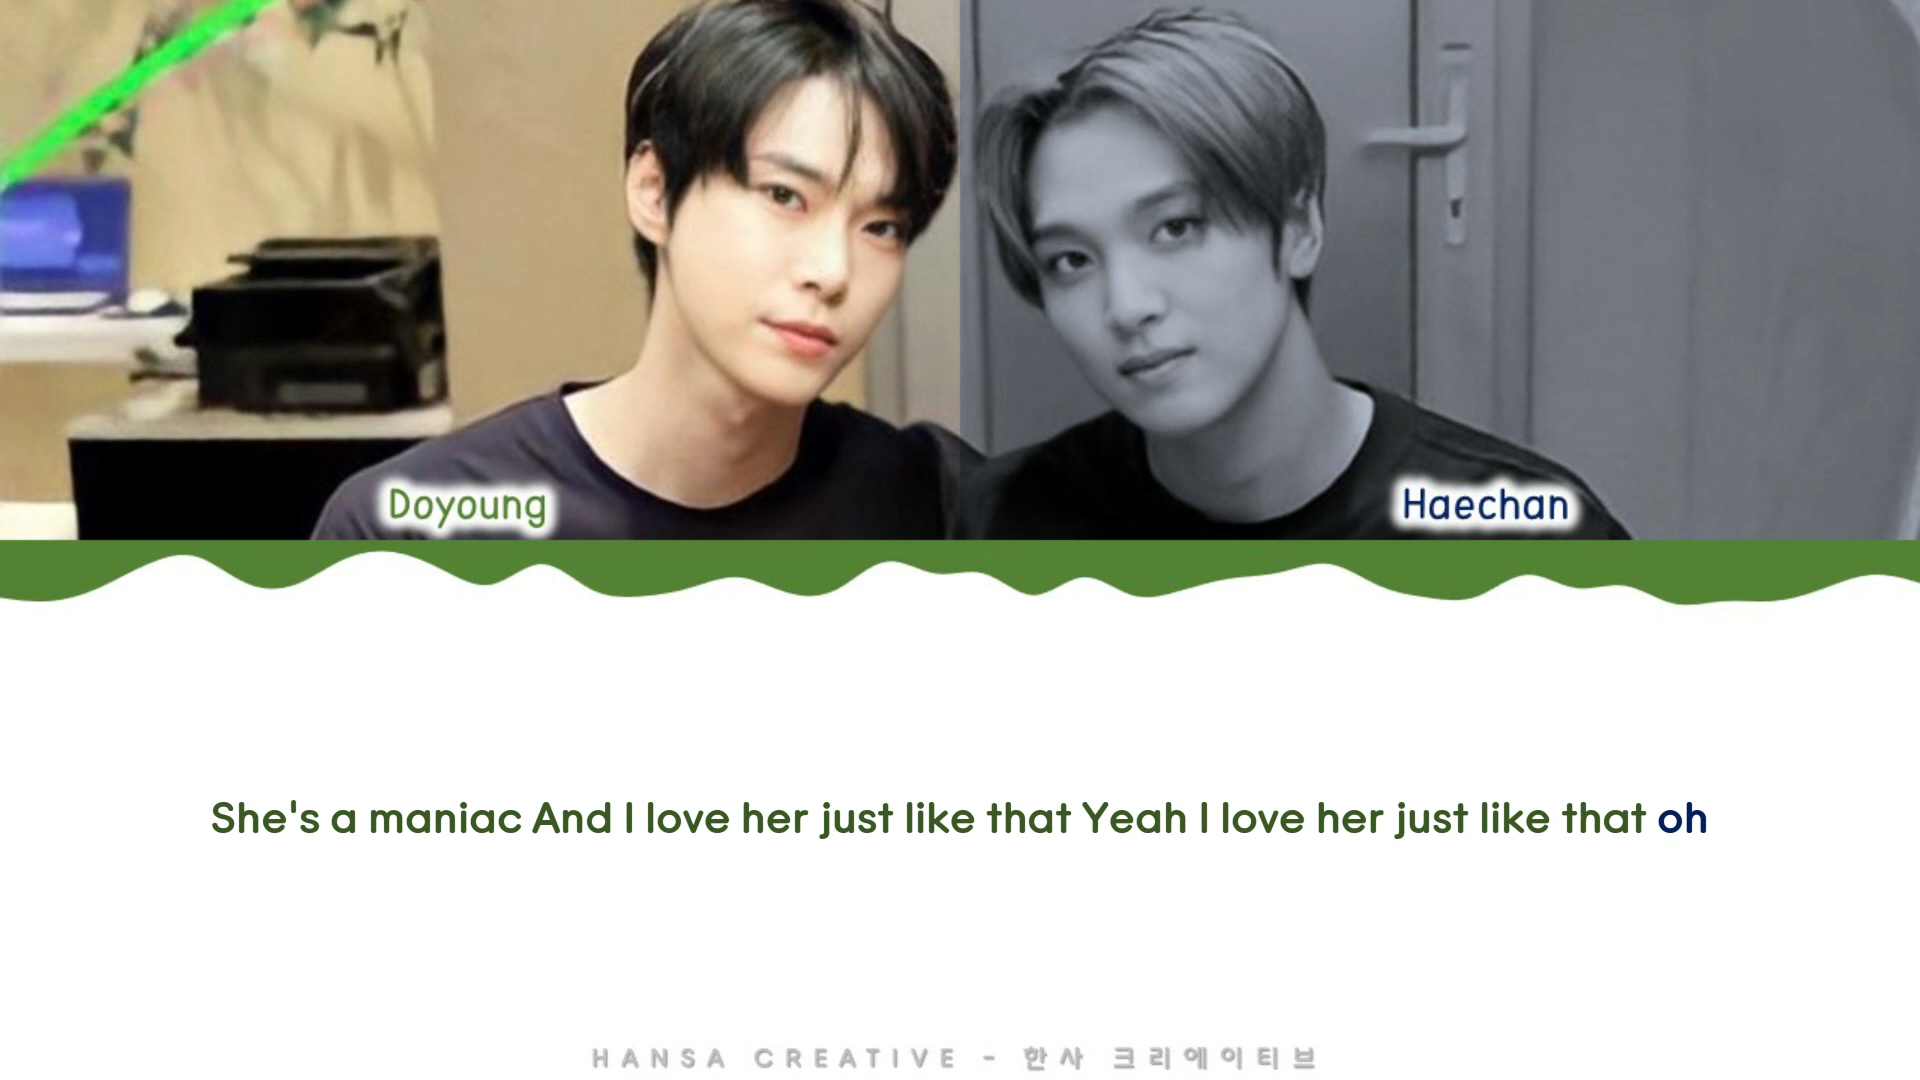 Doyoung
Haechan
She's a maniac And I love her just like that Yeah I love her just like that oh
HANSA CREATIVE - 한사 크리에이티브